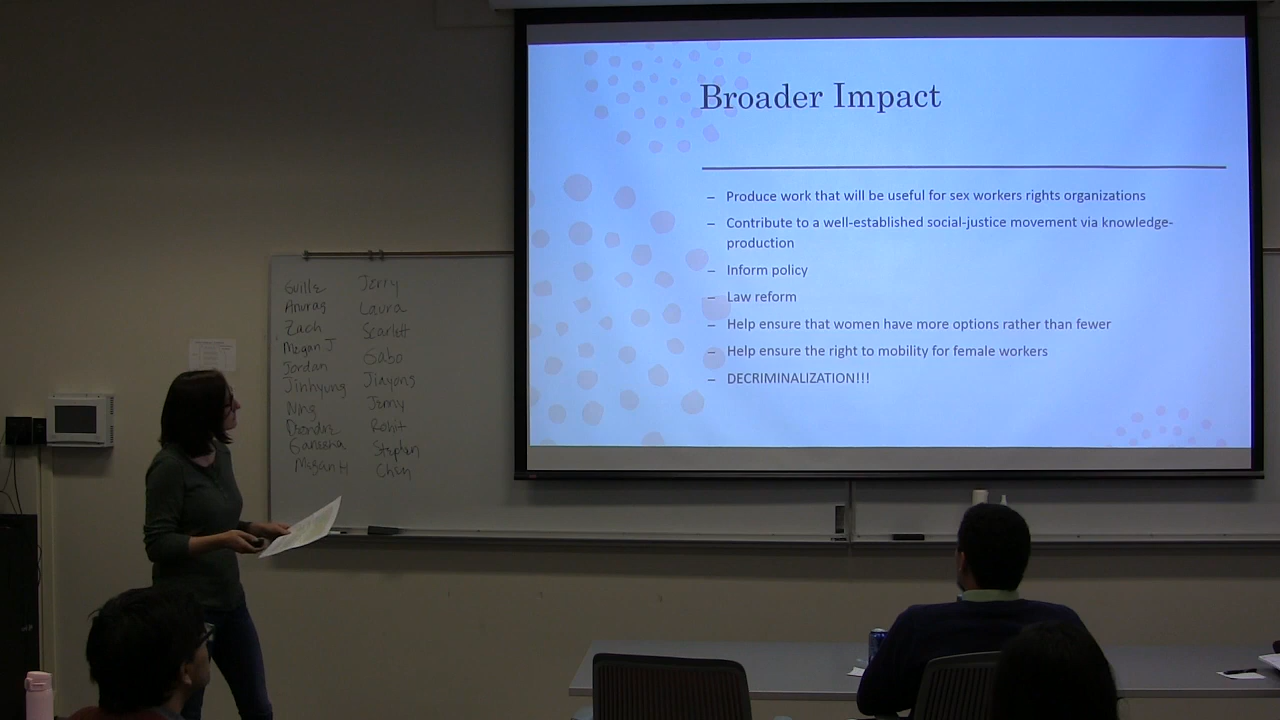 Broader Impact
– Produce work that will be useful for sex workers rights organizations
– Contribute to a well-established social-justice movement via knowledge-
production
– Inform policy
– Law reform
– Help ensure that women have more options rather than fewer
– Help ensure the right to mobility for female workers
– DECRIMINALIZATION!!!
Guille
Anurag
Zach
Megan J
Jordan
Jinhyung
Ning
Diondre
Ganesha
Megan H
Jerry
Laura
Scarlett
Gabo
Jiayong
Jenny
Rohit
Stephen